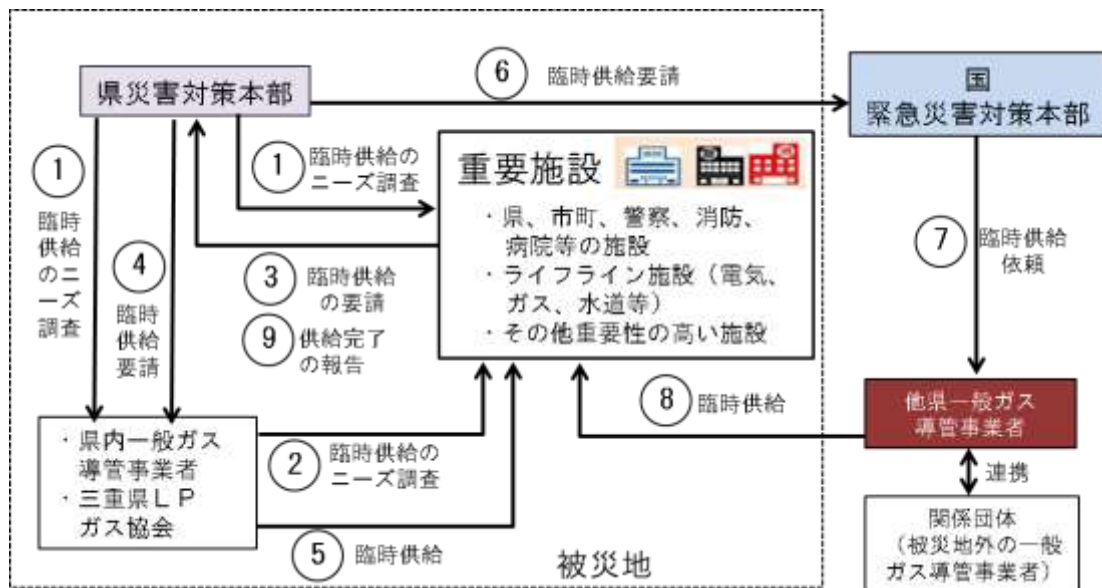 県災害対策本部
⑥ 臨時供給要請
国
緊急災害対策本部
①
臨時
供給
のニ
ーズ
調査
④
臨時
供給
要請
① 臨時供給の
ニーズ調査
③ 臨時供給
の要請
⑨ 供給完了
の報告
重要施設
・県、市町、警察、消防、
病院等の施設
・ライフライン施設（電気、
ガス、水道等）
・その他重要性の高い施設
⑦ 臨時供給
依頼
・県内一般ガス
導管事業者
・三重県ＬＰ
ガス協会
② 臨時供給の
ニーズ調査
⑤ 臨時供給
⑧ 臨時供給
被災地
他県一般ガス
導管事業者
連携
関係団体
（被災地外の一般
ガス導管事業者）